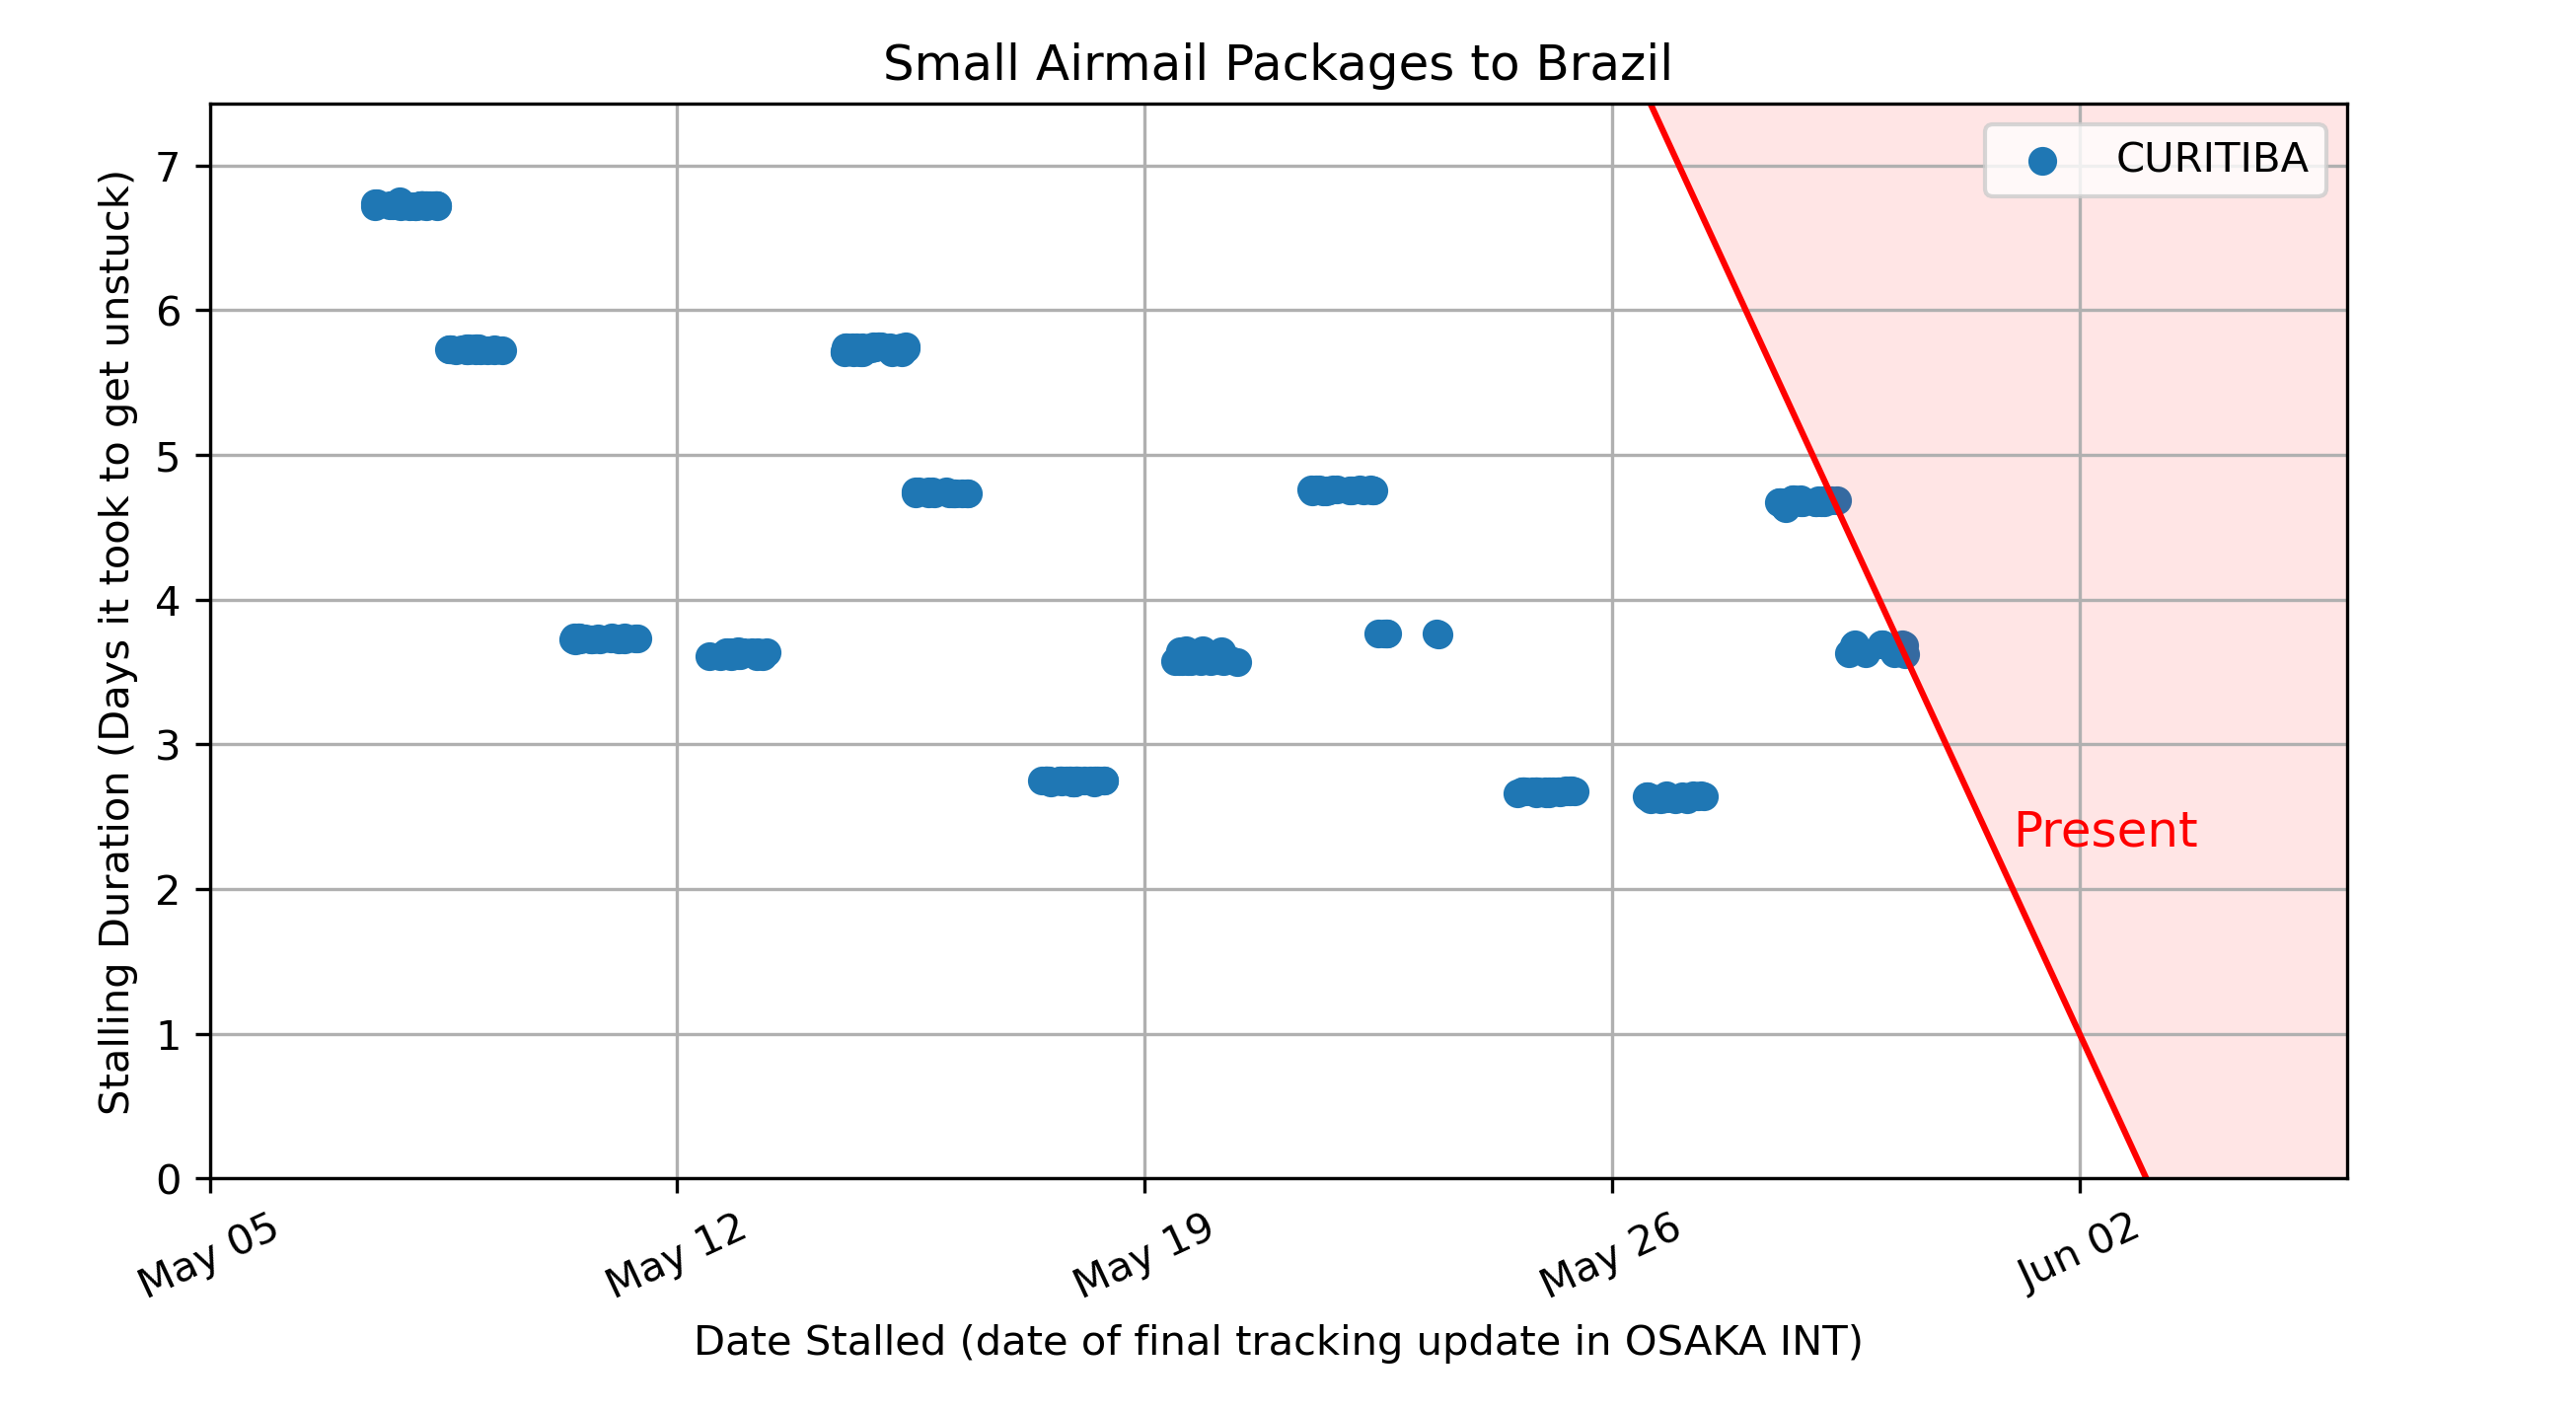 Small Airmail Packages to Brazil
CURITIBA
Stalling Duration (Days it took to get unstuck)
7
6
5
4
3
2
1
0
Present
May 05
May 12
May 19
May 26
Jun 02
Date Stalled (date of final tracking update in OSAKA INT)